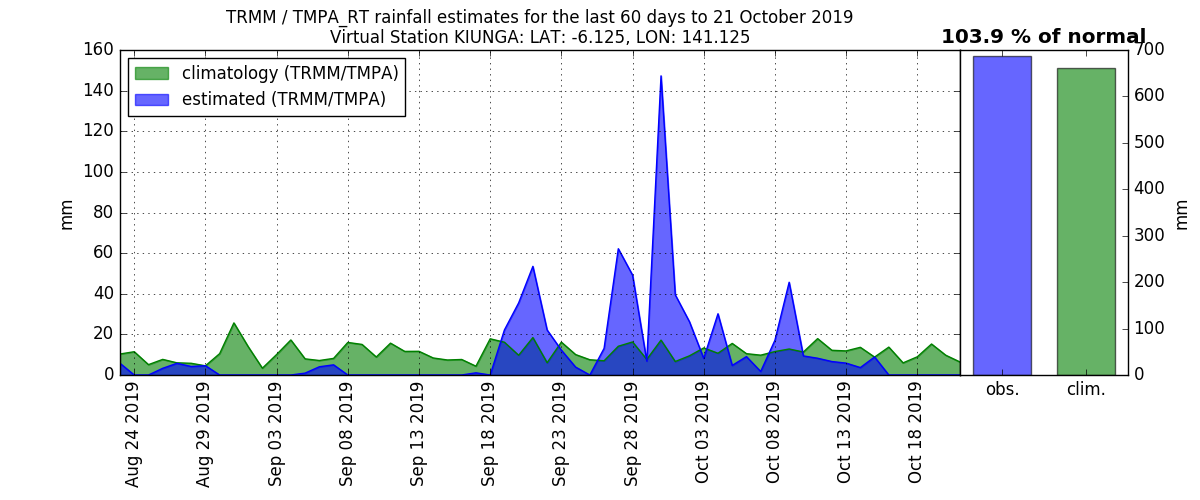 TRMM / TMPA_RT rainfall estimates for the last 60 days to 21 October 2019
Virtual Station KIUNGA: LAT: -6.125, LON: 141.125
103.9 % of normal
climatology (TRMM/TMPA)
estimated (TRMM/TMPA)
mm
160
140
120
100
80
60
40
20
0
Aug 24 2019
Aug 29 2019
Sep 03 2019
Sep 08 2019
Sep 13 2019
Sep 18 2019
Sep 23 2019
Sep 28 2019
Oct 03 2019
Oct 08 2019
Oct 13 2019
Oct 18 2019
700
600
500
400
300
200
100
0
mm
obs.
clim.